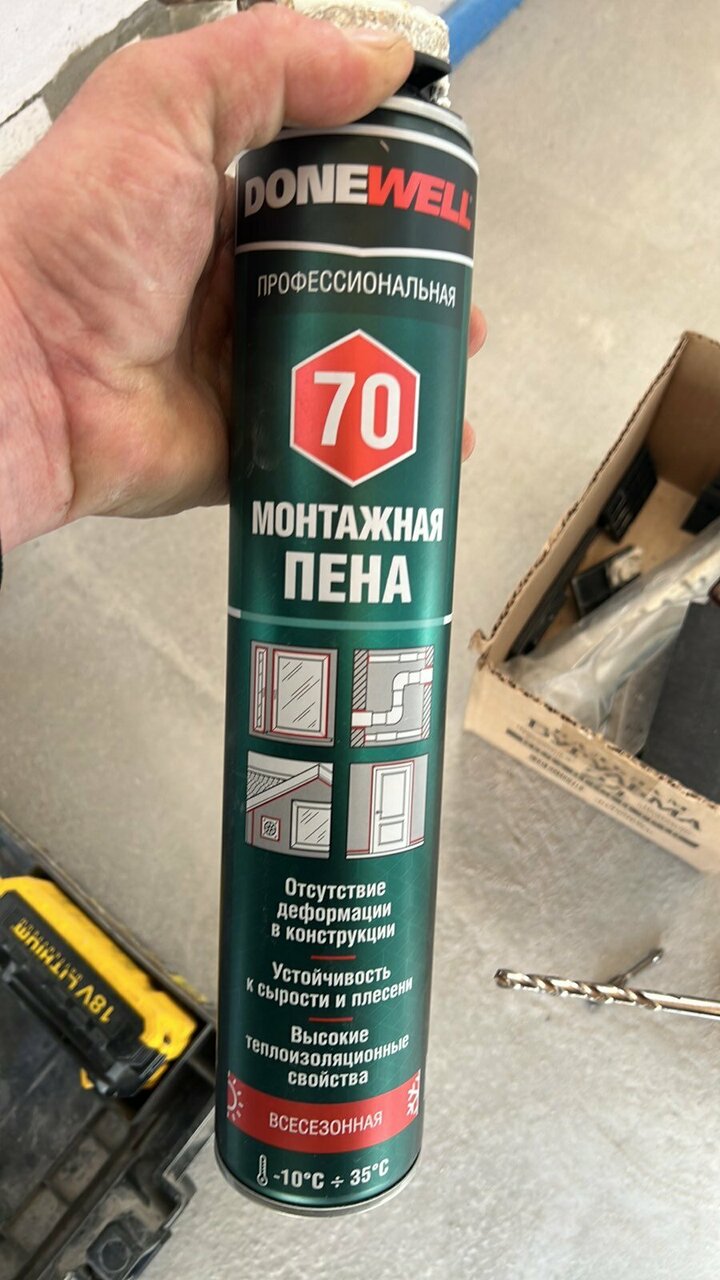 DONEWELL
ПРОФЕССИОНАЛЬНАЯ
70
МОНТАЖНАЯ
ПЕНА
Отсутствие
деформации
в конструкции
Устойчивость
к сырости и плесени
Высокие
теплоизоляционные
свойства
ВСЕСЕЗОННАЯ
-10°C ÷ 35°C
18V LITHIUM